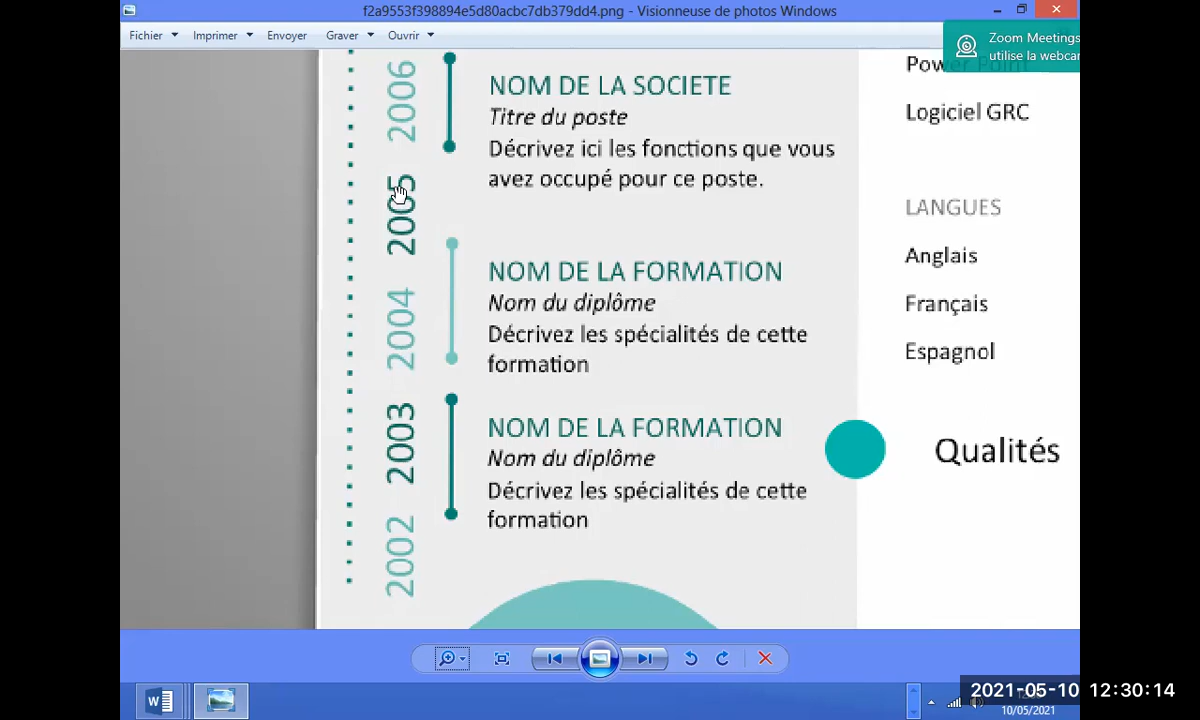 f2a9553f398894e5d80acbc7db379dd4.png - Visionneuse de photos Windows
Fichier Imprimer Envoyer Graver Ouvrir
Zoom Meetings
utilise la webcam
2006
NOM DE LA SOCIETE
Titre du poste
Décrivez ici les fonctions que vous
avez occupé pour ce poste.
2005
NOM DE LA FORMATION
Nom du diplôme
Décrivez les spécialités de cette
formation
2004
2003
NOM DE LA FORMATION
Nom du diplôme
Décrivez les spécialités de cette
formation
2002
Power Point
Logiciel GRC
LANGUES
Anglais
Français
Espagnol
Qualités
W
2021-05-10 12:30:14
10/05/2021